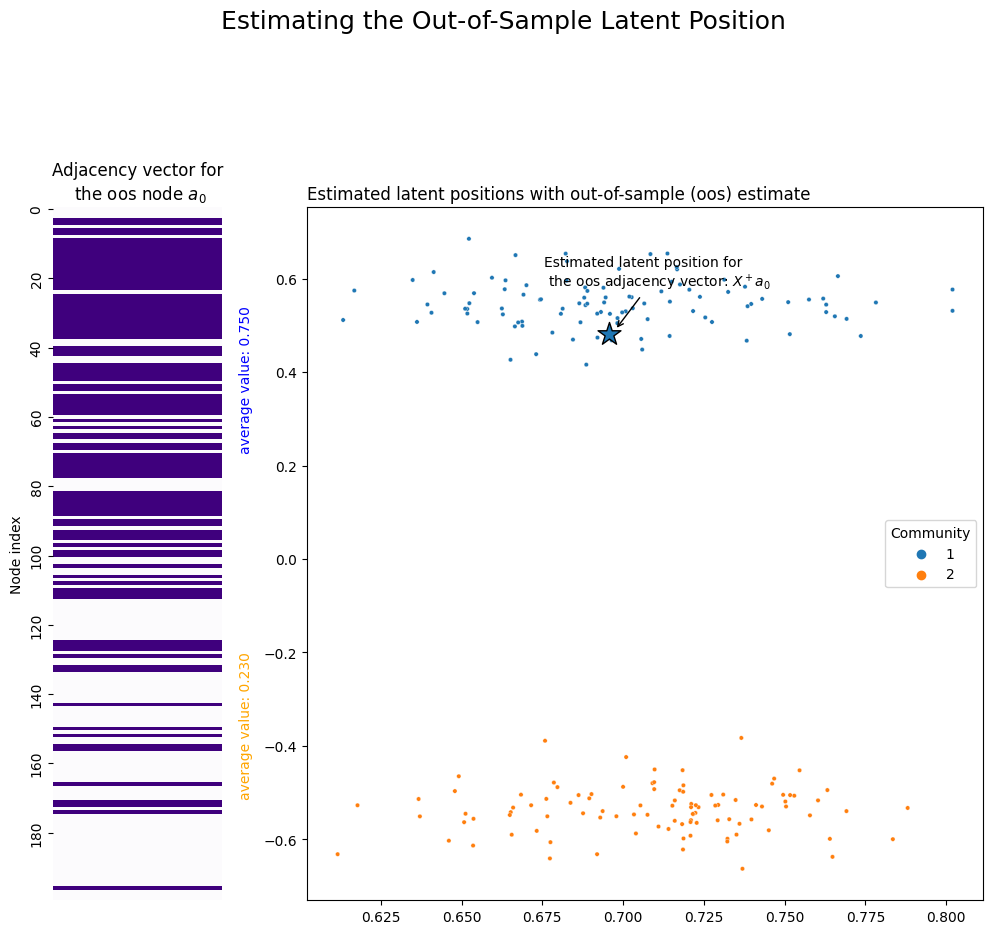 Estimating the Out-of-Sample Latent Position
Adjacency vector for
the oos node a₀
Node index
0
20
40
60
80
100
120
140
160
180
average value: 0.750
average value: 0.230
Estimated latent positions with out-of-sample (oos) estimate
Estimated latent position for
the oos adjacency vector: X⁺a₀
0.6
0.4
0.2
0.0
−0.2
−0.4
−0.6
0.625
0.650
0.675
0.700
0.725
0.750
0.775
0.800
Community
1
2